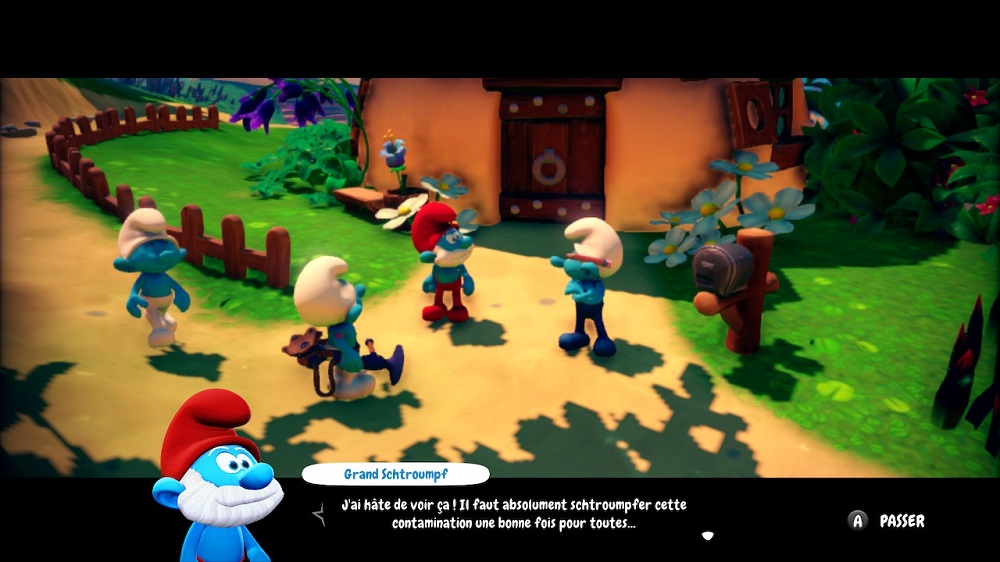 Grand Schtroumpf
J'ai hâte de voir ça ! Il faut absolument schtroumpfer cette
contamination une bonne fois pour toutes...
A PASSER